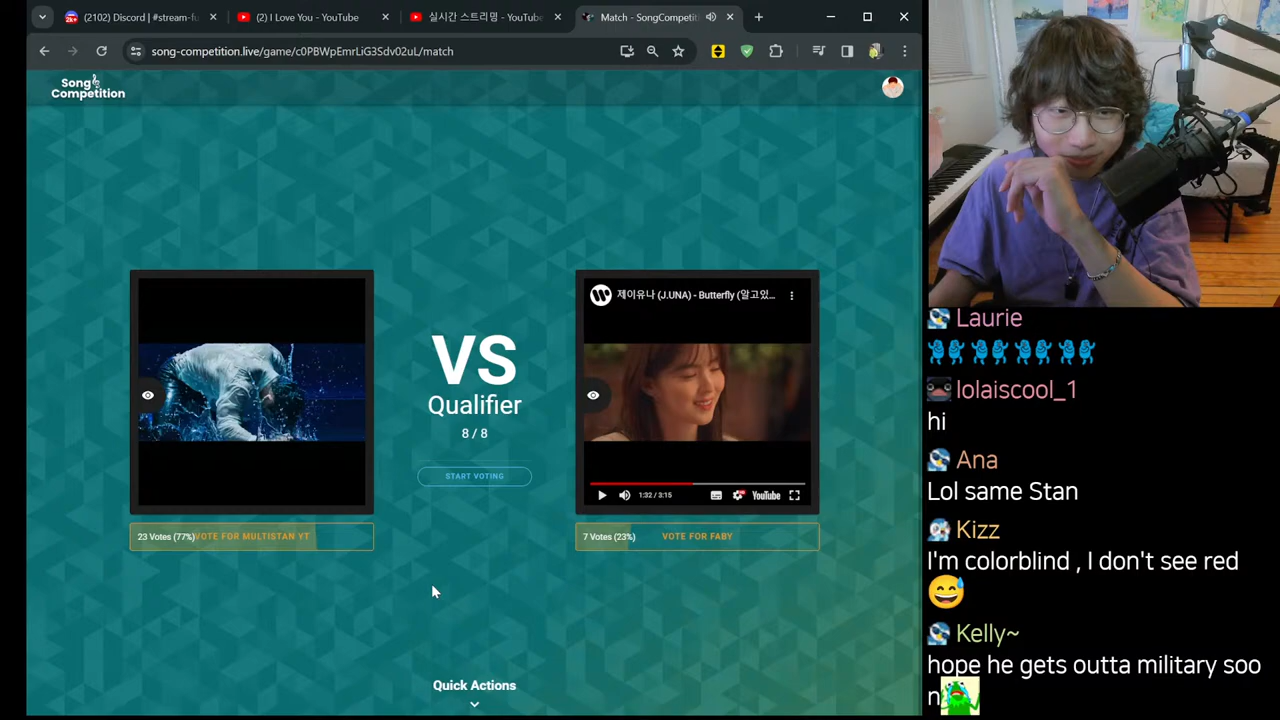 (2102) Discord | #stream-fu
(2) I Love You - YouTube
실시간 스트리밍 - YouTube
Match - SongCompetit
song-competition.live/game/c0PBWpEmrLiG3Sdv02uL/match
Song
Competition
제이유나 (J.UNA) - Butterfly (알고있...
VS
Qualifier
8 / 8
START VOTING
1:32 / 3:15
YouTube
23 Votes (77%)
VOTE FOR MULTISTAN YT
7 Votes (23%)
VOTE FOR FABY
Quick Actions
Laurie
lolaiscool_1
hi
Ana
Lol same Stan
Kizz
I'm colorblind , I don't see red
😅
Kelly~
hope he gets outta military soo
n